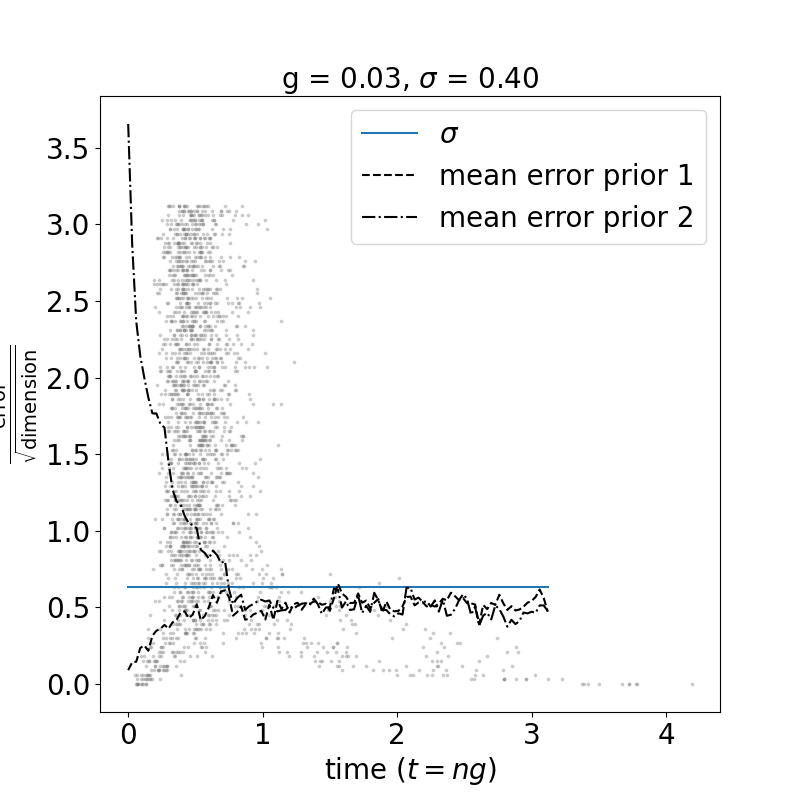 g = 0.03, σ = 0.40
σ
mean error prior 1
mean error prior 2
3.5
3.0
2.5
2.0
1.5
1.0
0.5
0.0
√dimension
0 1 2 3 4
time (t = ng)